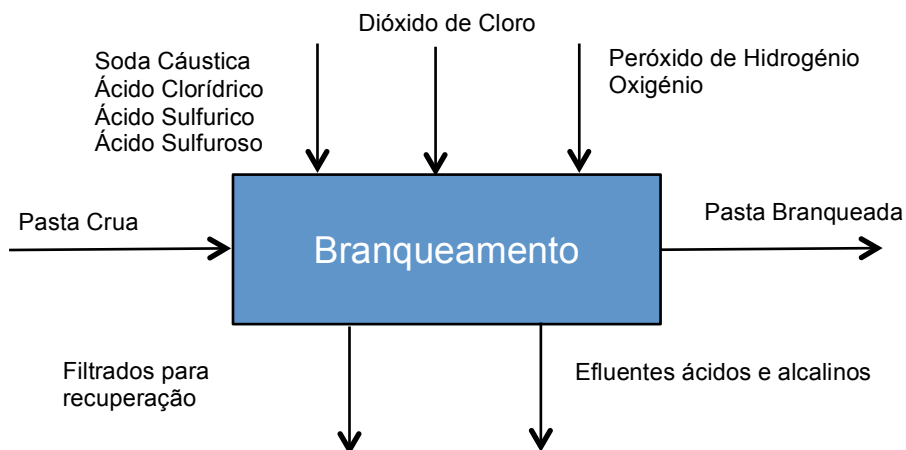 Dióxido de Cloro
Soda Cáustica
Ácido Clorídrico
Ácido Sulfurico
Ácido Sulfuroso
Peróxido de Hidrogénio
Oxigénio
Pasta Crua
Branqueamento
Pasta Branqueada
Filtrados para
recuperação
Efluentes ácidos e alcalinos